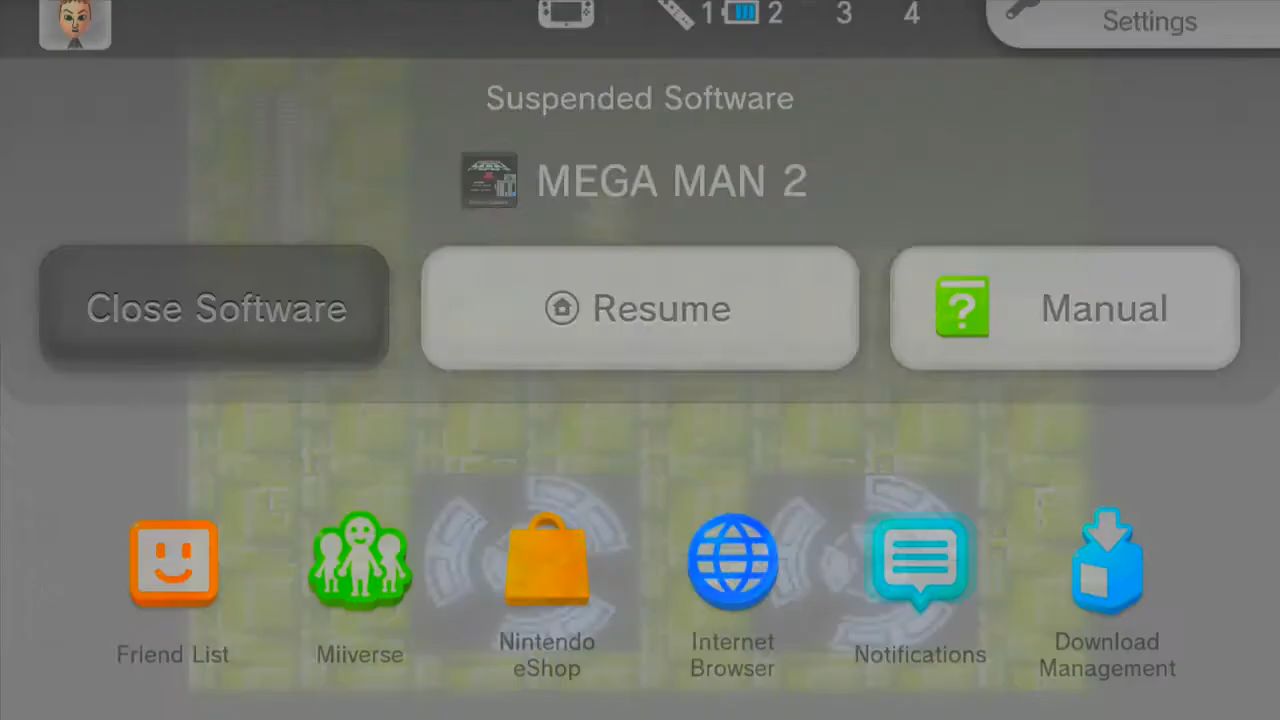 1 2 3 4
Settings
Suspended Software
MEGA MAN 2
Close Software
Resume
? Manual
Friend List
Miiverse
Nintendo
eShop
Internet
Browser
Notifications
Download
Management